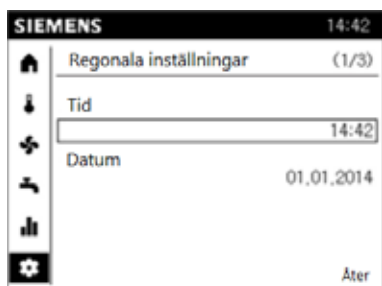 SIEMENS 14:42
Regonala inställningar (1/3)
Tid
14:42
Datum
01.01.2014
Åter